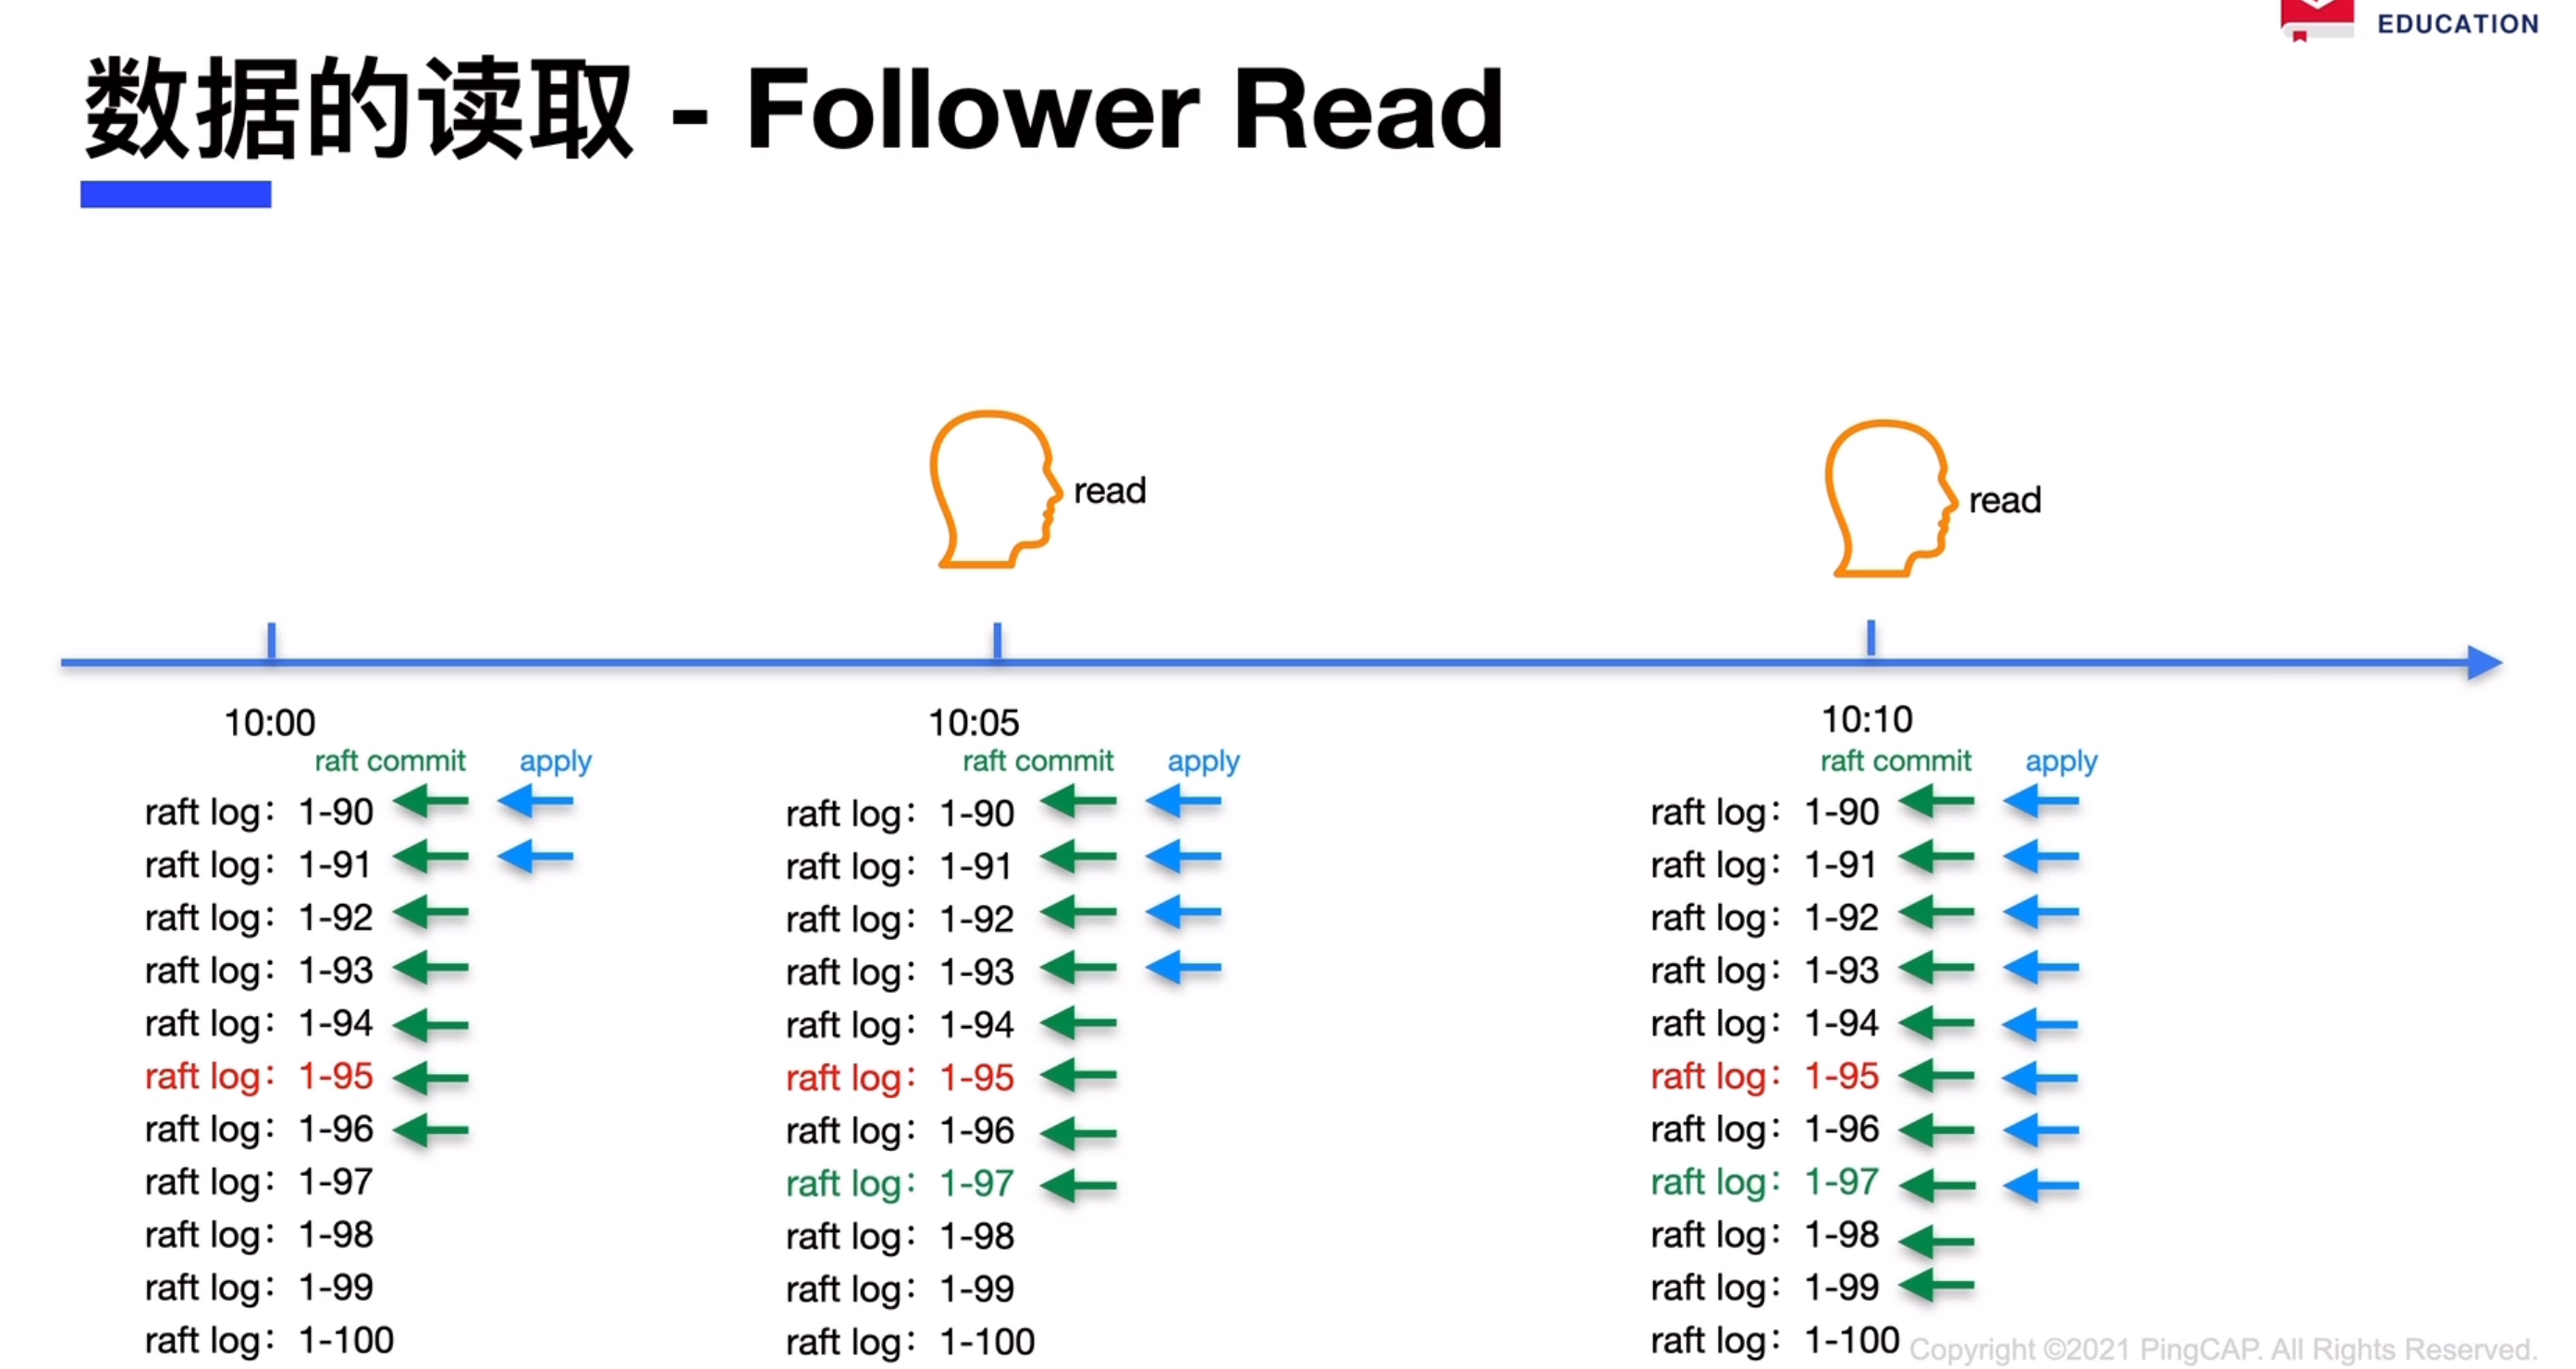 EDUCATION
数据的读取 - Follower Read
read
read
10:00
raft commit apply
raft log：1-90
raft log：1-91
raft log：1-92
raft log：1-93
raft log：1-94
raft log：1-95
raft log：1-96
raft log：1-97
raft log：1-98
raft log：1-99
raft log：1-100
10:05
raft commit apply
raft log：1-90
raft log：1-91
raft log：1-92
raft log：1-93
raft log：1-94
raft log：1-95
raft log：1-96
raft log：1-97
raft log：1-98
raft log：1-99
raft log：1-100
10:10
raft commit apply
raft log：1-90
raft log：1-91
raft log：1-92
raft log：1-93
raft log：1-94
raft log：1-95
raft log：1-96
raft log：1-97
raft log：1-98
raft log：1-99
raft log：1-100
Copyright ©2021 PingCAP. All Rights Reserved.